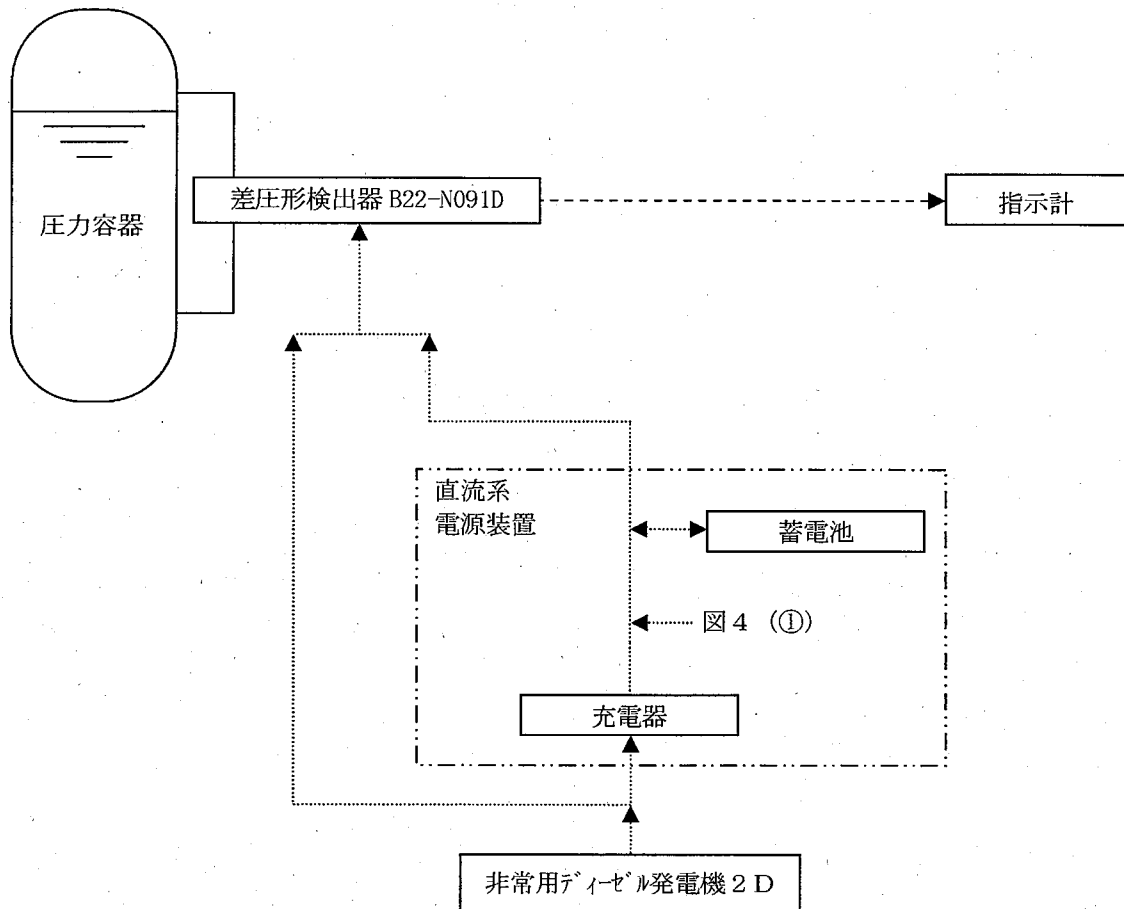 差圧形検出器 B22-N091D
指示計
圧力容器
直流系
電源装置
蓄電池
図4 (①)
充電器
非常用ディーゼル発電機2D